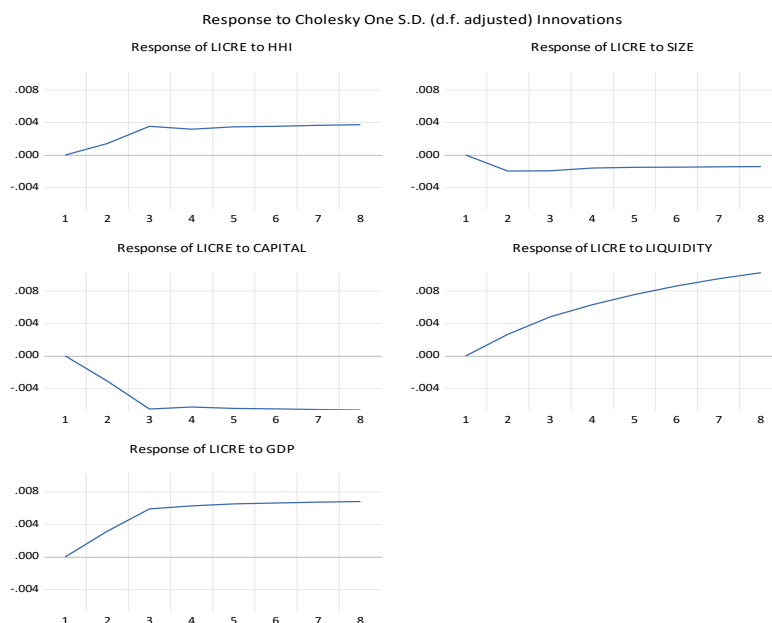 Response to Cholesky One S.D. (d.f. adjusted) Innovations
Response of LICRE to HHI
.008
.004
.000
-.004
1 2 3 4 5 6 7 8
Response of LICRE to SIZE
.008
.004
.000
-.004
1 2 3 4 5 6 7 8
Response of LICRE to CAPITAL
.008
.004
.000
-.004
1 2 3 4 5 6 7 8
Response of LICRE to LIQUIDITY
.008
.004
.000
-.004
1 2 3 4 5 6 7 8
Response of LICRE to GDP
.008
.004
.000
-.004
1 2 3 4 5 6 7 8